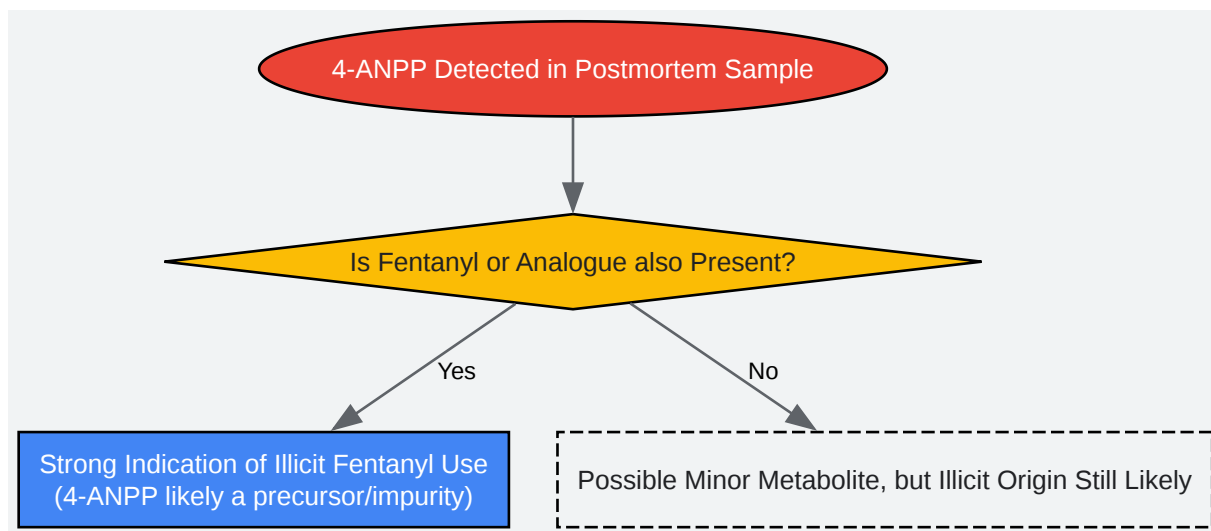 4-ANPP Detected in Postmortem Sample
Is Fentanyl or Analogue also Present?
Yes
No
Strong Indication of Illicit Fentanyl Use
(4-ANPP likely a precursor/impurity)
Possible Minor Metabolite, but Illicit Origin Still Likely